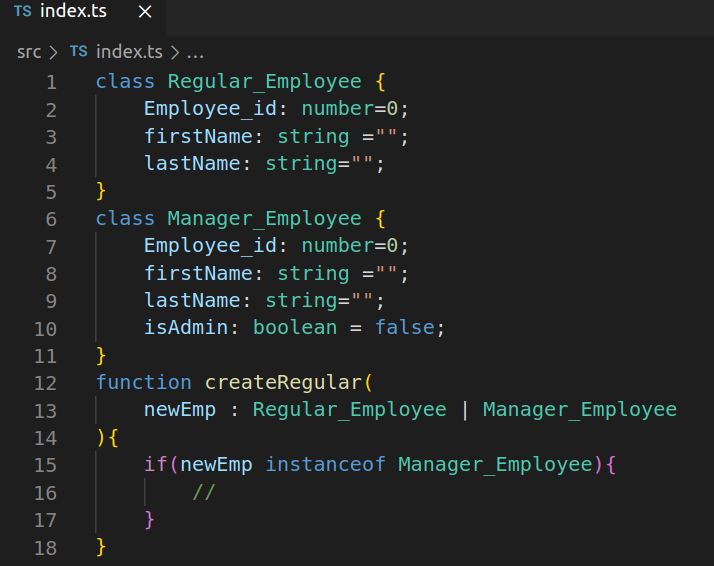 TS index.ts ×
src > TS index.ts > ...
1 class Regular_Employee {
2 Employee_id: number=0;
3 firstName: string ="";
4 lastName: string="";
5 }
6 class Manager_Employee {
7 Employee_id: number=0;
8 firstName: string ="";
9 lastName: string="";
10 isAdmin: boolean = false;
11 }
12 function createRegular(
13 newEmp : Regular_Employee | Manager_Employee
14 ){
15 if(newEmp instanceof Manager_Employee){
16 //
17 }
18 }